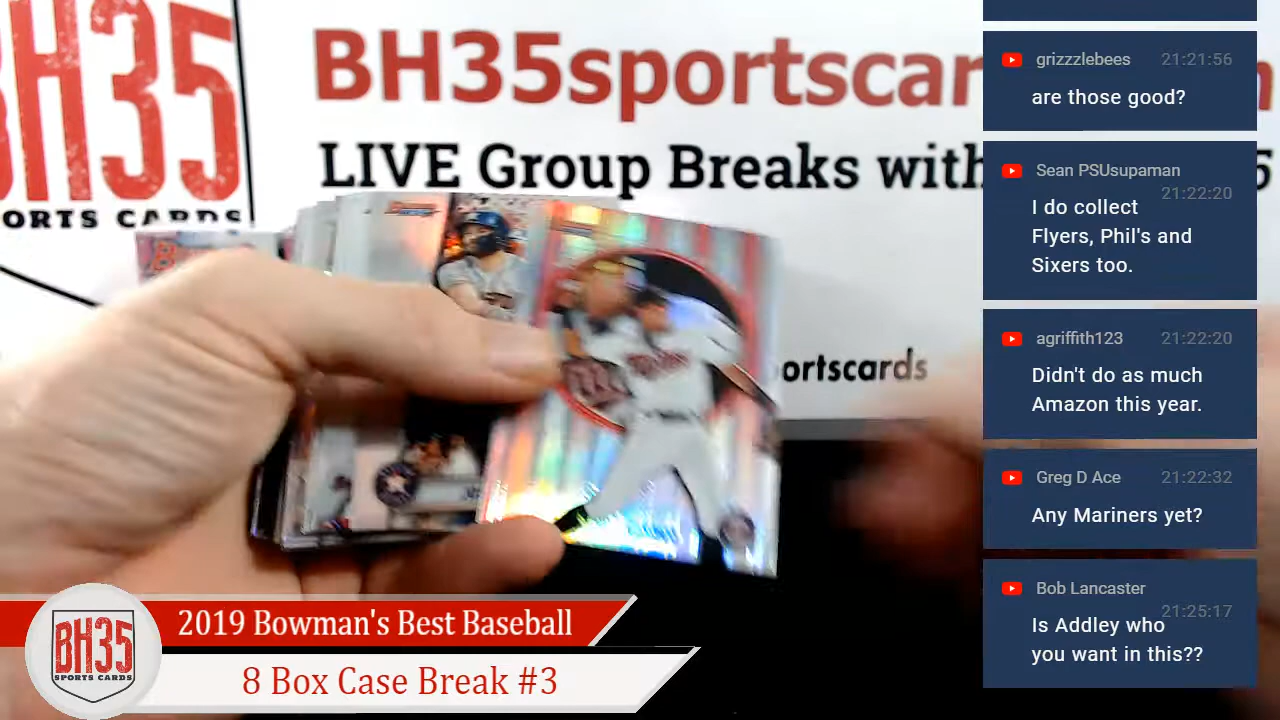 BH35
ORTS CARDS
BH35sportscar
LIVE Group Breaks with
5
ortscards
grizzzlebees 21:21:56
are those good?
Sean PSUsupaman 21:22:20
I do collect
Flyers, Phil's and
Sixers too.
agriffith123 21:22:20
Didn't do as much
Amazon this year.
Greg D Ace 21:22:32
Any Mariners yet?
Bob Lancaster 21:25:17
Is Addley who
you want in this??
2019 Bowman's Best Baseball
8 Box Case Break #3
BH35
SPORTS CARDS